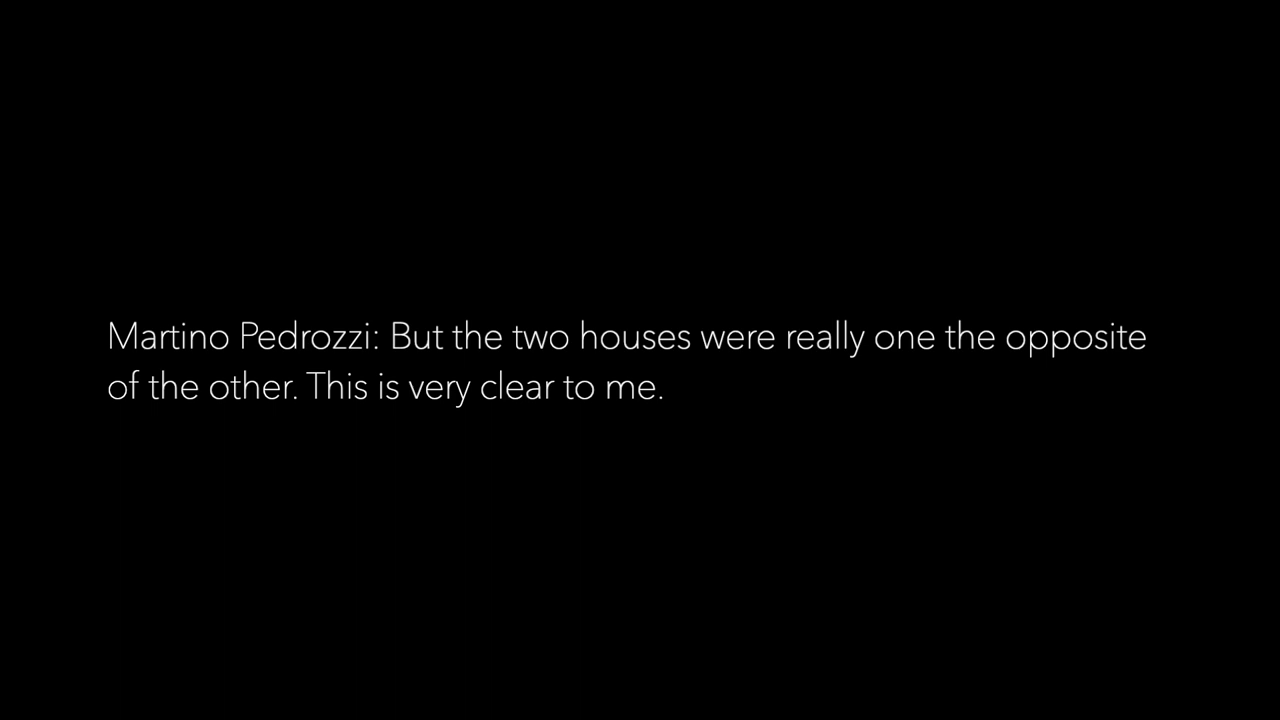 Martino Pedrozzi: But the two houses were really one the opposite
of the other. This is very clear to me.